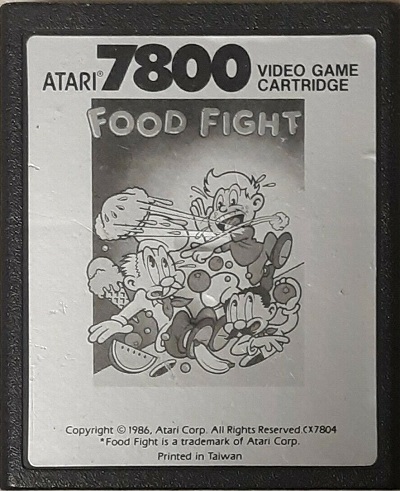 ATARI® 7800 VIDEO GAME
CARTRIDGE
FOOD FIGHT
Copyright © 1986, Atari Corp. All Rights Reserved. CX7804
*Food Fight is a trademark of Atari Corp.
Printed in Taiwan